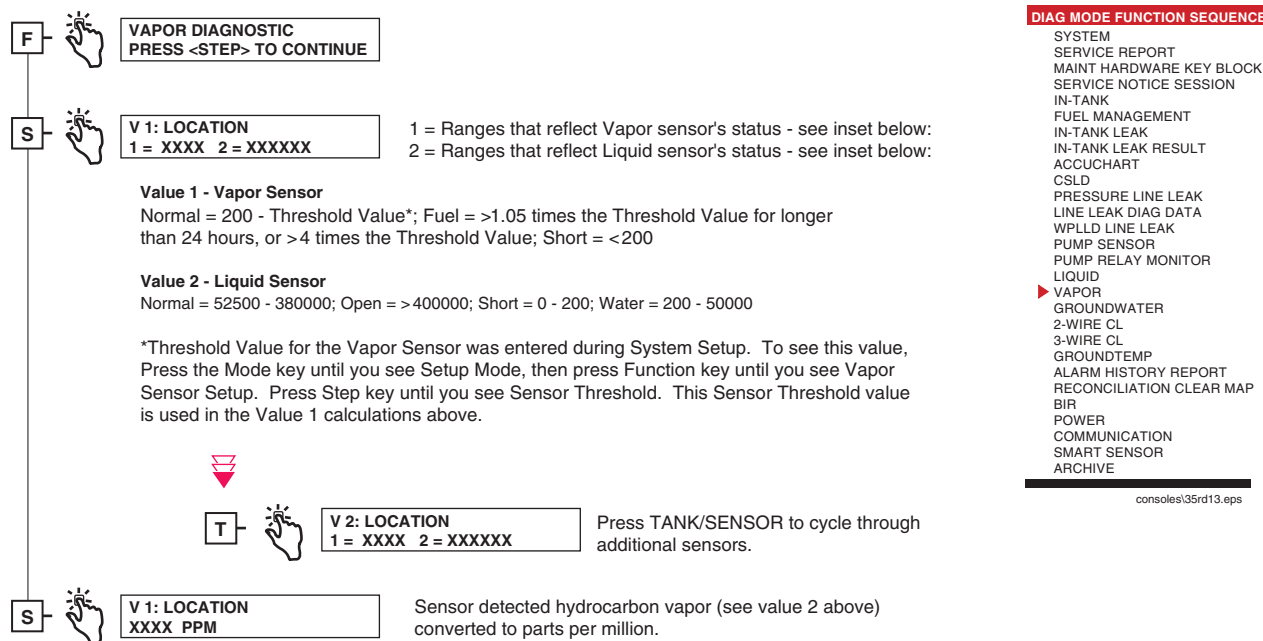 F
VAPOR DIAGNOSTIC
PRESS <STEP> TO CONTINUE
S
V 1: LOCATION
1 = XXXX 2 = XXXXXX
1 = Ranges that reflect Vapor sensor's status - see inset below:
2 = Ranges that reflect Liquid sensor's status - see inset below:
Value 1 - Vapor Sensor
Normal = 200 - Threshold Value*; Fuel = >1.05 times the Threshold Value for longer
than 24 hours, or >4 times the Threshold Value; Short = <200
Value 2 - Liquid Sensor
Normal = 52500 - 380000; Open = >400000; Short = 0 - 200; Water = 200 - 50000
*Threshold Value for the Vapor Sensor was entered during System Setup. To see this value,
Press the Mode key until you see Setup Mode, then press Function key until you see Vapor
Sensor Setup. Press Step key until you see Sensor Threshold. This Sensor Threshold value
is used in the Value 1 calculations above.
T
V 2: LOCATION
1 = XXXX 2 = XXXXXX
Press TANK/SENSOR to cycle through
additional sensors.
S
V 1: LOCATION
XXXX PPM
Sensor detected hydrocarbon vapor (see value 2 above)
converted to parts per million.
DIAG MODE FUNCTION SEQUENCE
SYSTEM
SERVICE REPORT
MAINT HARDWARE KEY BLOCK
SERVICE NOTICE SESSION
IN-TANK
FUEL MANAGEMENT
IN-TANK LEAK
IN-TANK LEAK RESULT
ACCUCHART
CSLD
PRESSURE LINE LEAK
LINE LEAK DIAG DATA
WPLLD LINE LEAK
PUMP SENSOR
PUMP RELAY MONITOR
LIQUID
VAPOR
GROUNDWATER
2-WIRE CL
3-WIRE CL
GROUNDTEMP
ALARM HISTORY REPORT
RECONCILIATION CLEAR MAP
BIR
POWER
COMMUNICATION
SMART SENSOR
ARCHIVE
consoles\35rd13.eps